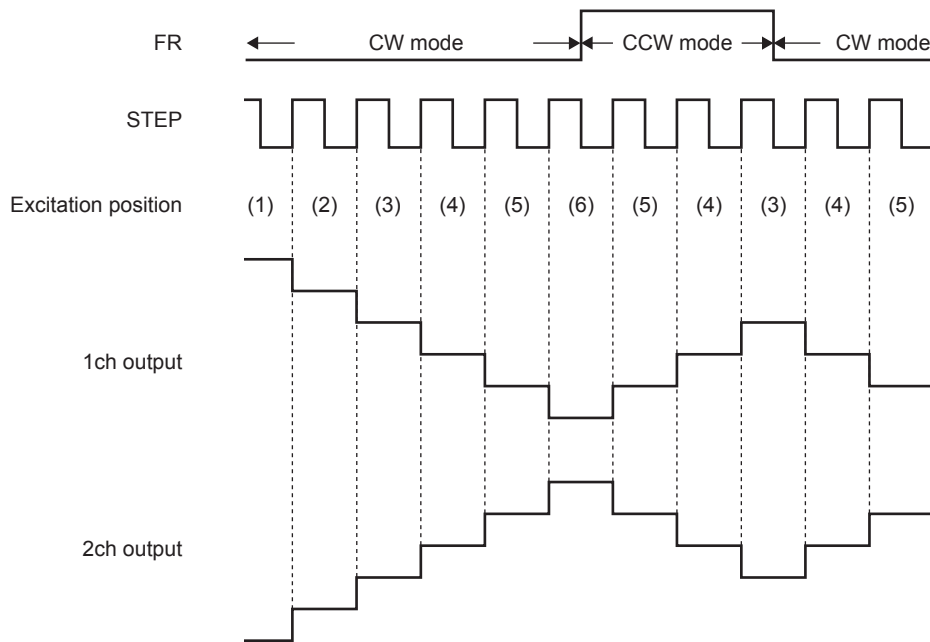 FR
CW mode
CCW mode
CW mode
STEP
Excitation position
(1) (2) (3) (4) (5) (6) (5) (4) (3) (4) (5)
1ch output
2ch output